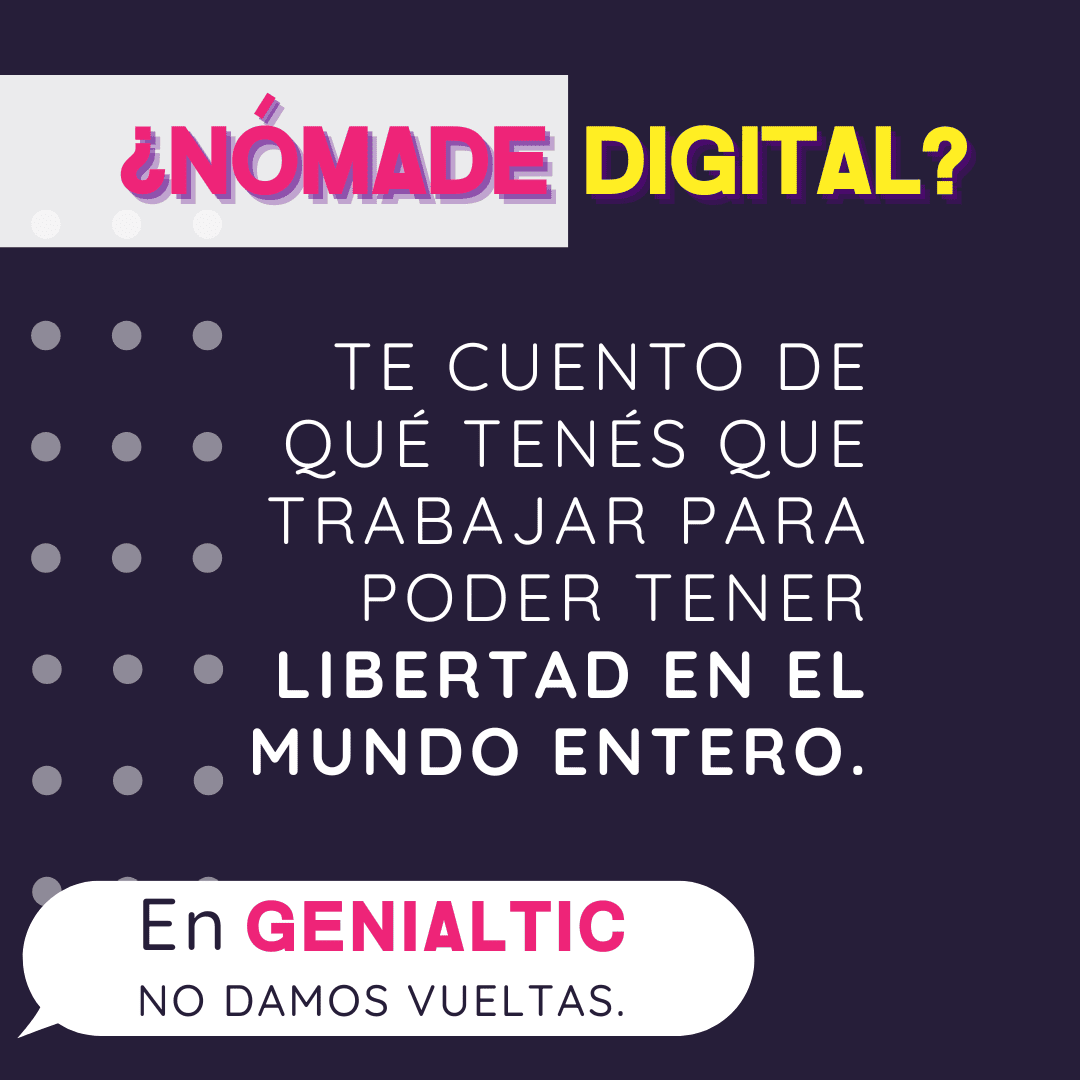 ¿NÓMADE DIGITAL?
TE CUENTO DE
QUÉ TENÉS QUE
TRABAJAR PARA
PODER TENER
LIBERTAD EN EL
MUNDO ENTERO.
En GENIALTIC
NO DAMOS VUELTAS.